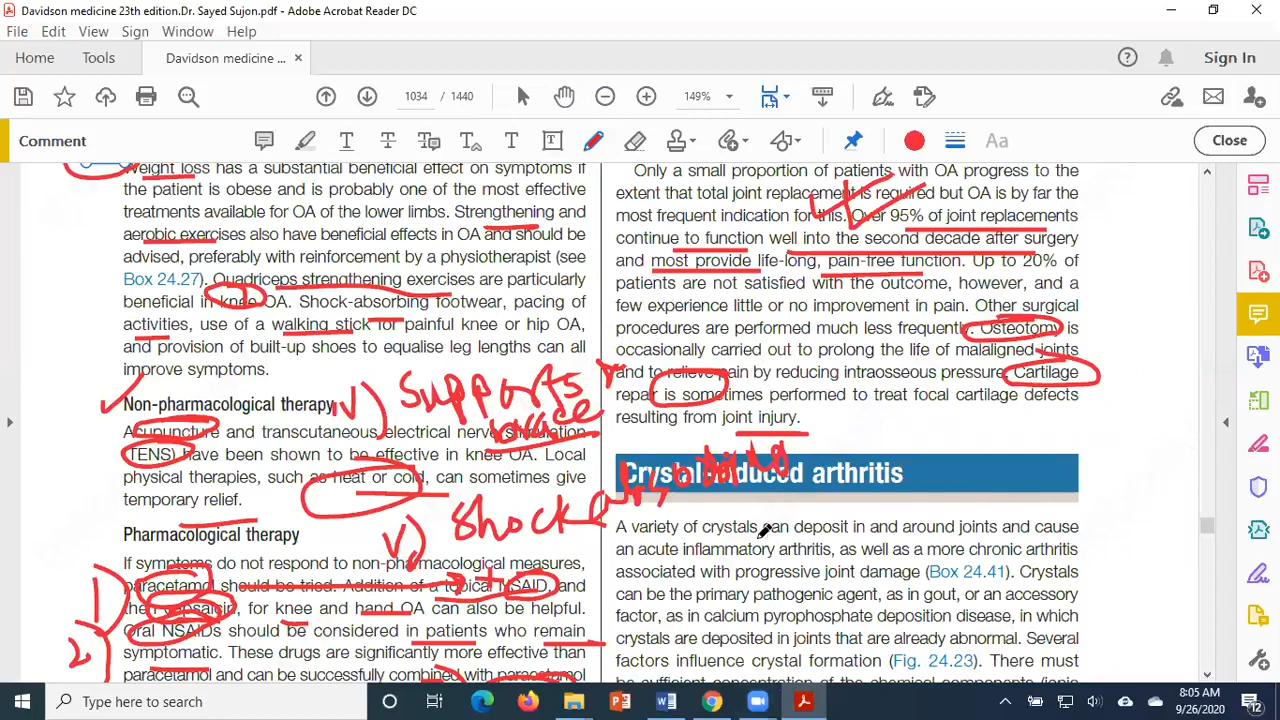 Davidson medicine 23th edition.Dr. Sayed Sujon.pdf - Adobe Acrobat Reader DC
File Edit View Sign Window Help
Home Tools Davidson medicine ... × Sign In
1034 / 1440 149%
Comment Close
Weight loss has a substantial beneficial effect on symptoms if
the patient is obese and is probably one of the most effective
treatments available for OA of the lower limbs. Strengthening and
aerobic exercises also have beneficial effects in OA and should be
advised, preferably with reinforcement by a physiotherapist (see
Box 24.27). Quadriceps strengthening exercises are particularly
beneficial in knee OA. Shock-absorbing footwear, pacing of
activities, use of a walking stick for painful knee or hip OA,
and provision of built-up shoes to equalise leg lengths can all
improve symptoms.
Non-pharmacological therapy
Acupuncture and transcutaneous electrical nerve stimulation
(TENS) have been shown to be effective in knee OA. Local
physical therapies, such as heat or cold, can sometimes give
temporary relief.
Pharmacological therapy
If symptoms do not respond to non-pharmacological measures,
paracetamol should be tried. Addition of a topical NSAID, and
then capsaicin, for knee and hand OA can also be helpful.
Oral NSAIDs should be considered in patients who remain
symptomatic. These drugs are significantly more effective than
paracetamol and can be successfully combined with paracetamol
iv) Supports or
brace
v) Shock absorbing
1)
2)
Only a small proportion of patients with OA progress to the
extent that total joint replacement is required but OA is by far the
most frequent indication for this. Over 95% of joint replacements
continue to function well into the second decade after surgery
and most provide life-long, pain-free function. Up to 20% of
patients are not satisfied with the outcome, however, and a
few experience little or no improvement in pain. Other surgical
procedures are performed much less frequently. Osteotomy is
occasionally carried out to prolong the life of malaligned joints
and to relieve pain by reducing intraosseous pressure. Cartilage
repair is sometimes performed to treat focal cartilage defects
resulting from joint injury.
Crystal-induced arthritis
A variety of crystals can deposit in and around joints and cause
an acute inflammatory arthritis, as well as a more chronic arthritis
associated with progressive joint damage (Box 24.41). Crystals
can be the primary pathogenic agent, as in gout, or an accessory
factor, as in calcium pyrophosphate deposition disease, in which
crystals are deposited in joints that are already abnormal. Several
factors influence crystal formation (Fig. 24.23). There must
be sufficient concentration of the chemical components (ionic
Type here to search
8:05 AM
9/26/2020
12